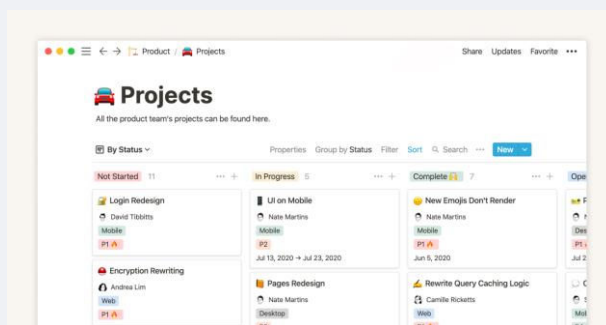 Product / Projects
Share Updates Favorite •••
Projects
All the product team's projects can be found here.
By Status
Properties Group by Status Filter Sort Search ••• New
Not Started 11 ••• +
In Progress 5 ••• +
Complete 7 ••• +
Ope
Login Redesign
David Tibbitts
Mobile
P1
UI on Mobile
Nate Martins
Mobile
P2
Jul 13, 2020 → Jul 23, 2020
New Emojis Don't Render
Nate Martins
Mobile
P1
Jun 5, 2020
Encryption Rewriting
Andrea Lim
Web
P1
Pages Redesign
Nate Martins
Desktop
Rewrite Query Caching Logic
Camille Ricketts
Web